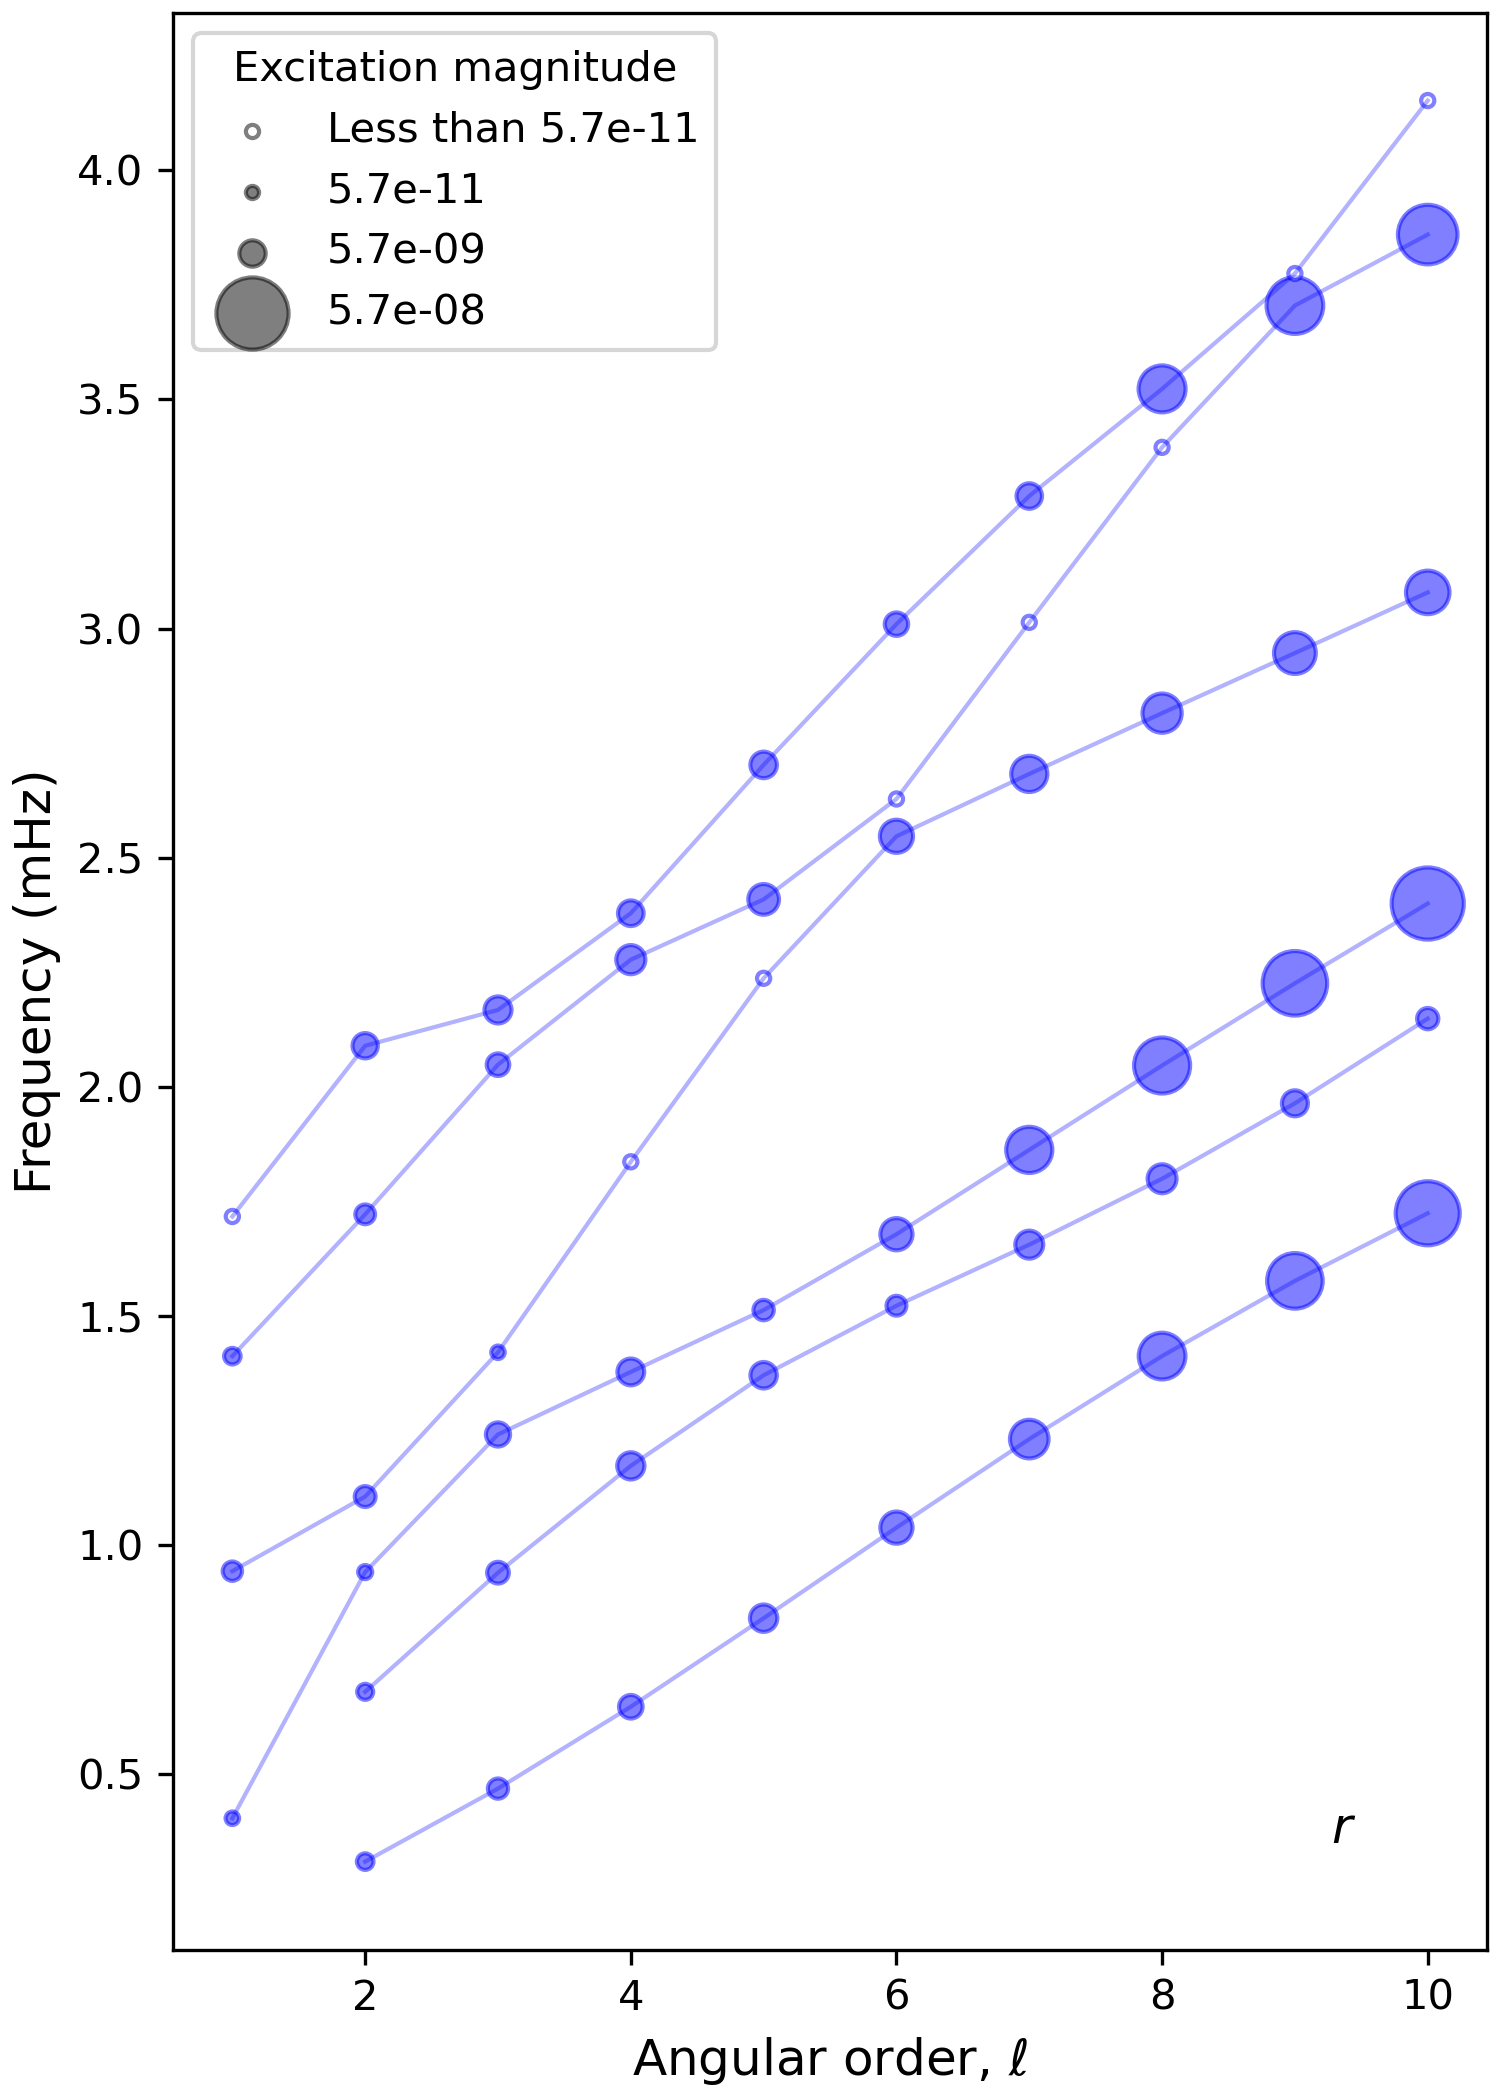 Excitation magnitude
Less than 5.7e-11
5.7e-11
5.7e-09
5.7e-08
4.0
3.5
3.0
2.5
2.0
1.5
1.0
0.5
Frequency (mHz)
r
2 4 6 8 10
Angular order, ℓ